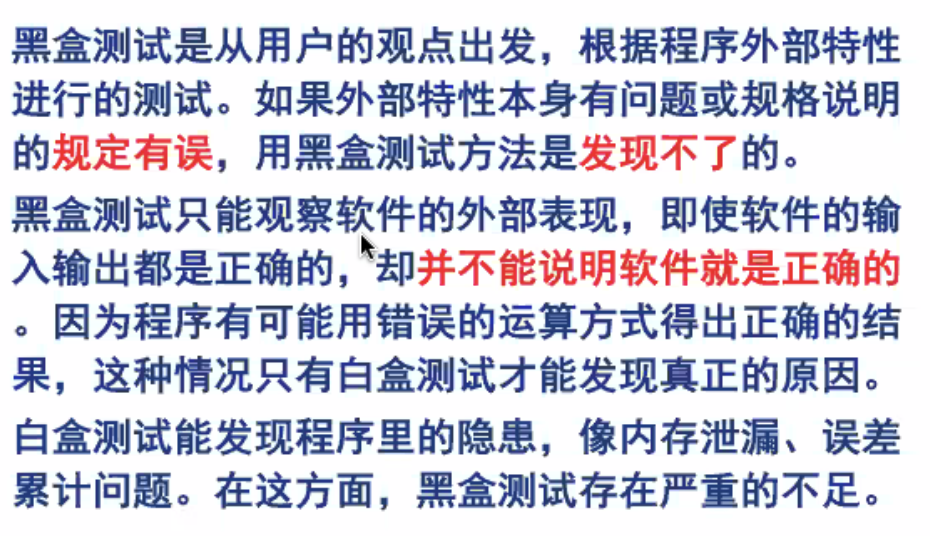 黑盒测试是从用户的观点出发，根据程序外部特性
进行的测试。如果外部特性本身有问题或规格说明
的规定有误，用黑盒测试方法是发现不了的。
黑盒测试只能观察软件的外部表现，即使软件的输
入输出都是正确的，却并不能说明软件就是正确的
。因为程序有可能用错误的运算方式得出正确的结
果，这种情况只有白盒测试才能发现真正的原因。
白盒测试能发现程序里的隐患，像内存泄漏、误差
累计问题。在这方面，黑盒测试存在严重的不足。